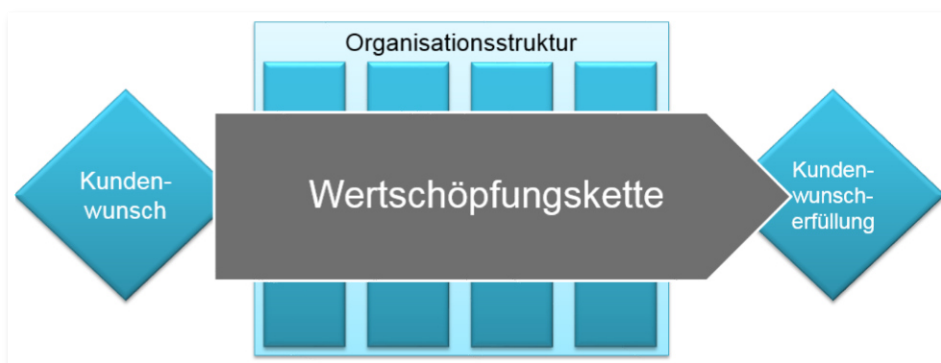 Organisationsstruktur
Kunden-
wunsch
Wertschöpfungskette
Kunden-
wunsch-
erfüllung